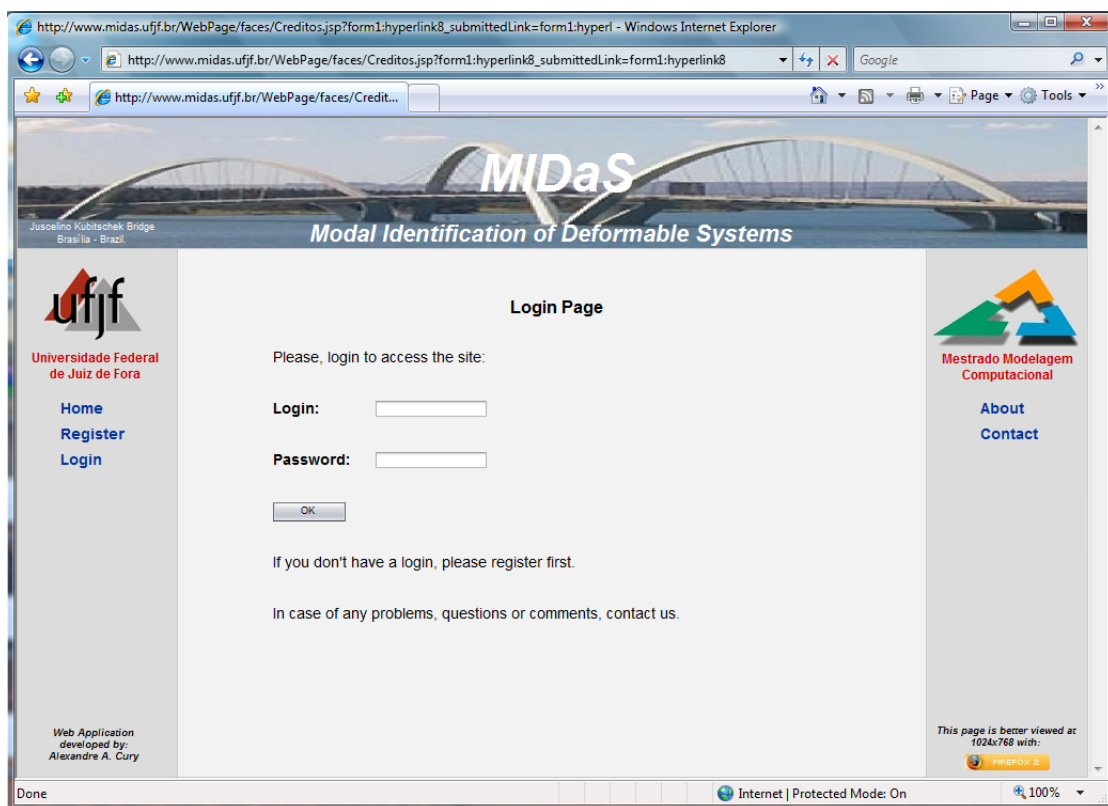 http://www.midas.ufjf.br/WebPage/faces/Creditos.jsp?form1:hyperlink8_submittedLink=form1:hyperl - Windows Internet Explorer
http://www.midas.ufjf.br/WebPage/faces/Creditos.jsp?form1:hyperlink8_submittedLink=form1:hyperlink8
Google
http://www.midas.ufjf.br/WebPage/faces/Credit...
Page
Tools
MIDaS
Juscelino Kubitschek Bridge
Brasília - Brazil.
Modal Identification of Deformable Systems
ufjf
Universidade Federal
de Juiz de Fora
Home
Register
Login
Login Page
Please, login to access the site:
Login:
Password:
OK
If you don't have a login, please register first.
In case of any problems, questions or comments, contact us.
Mestrado Modelagem
Computacional
About
Contact
Web Application
developed by:
Alexandre A. Cury
This page is better viewed at
1024x768 with:
FIREFOX 2
Done
Internet | Protected Mode: On
100%